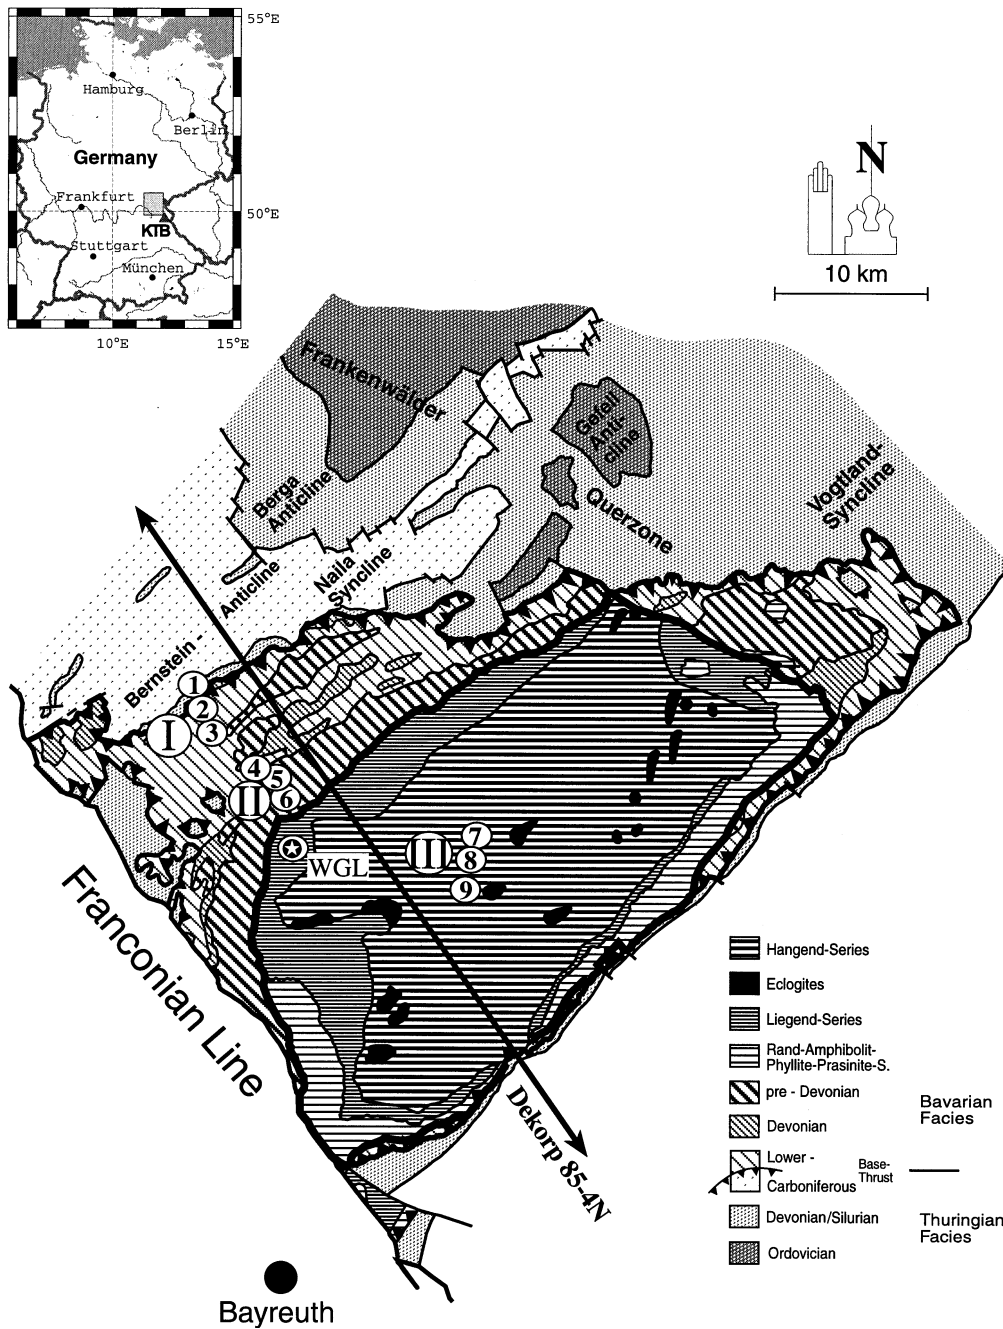 55°E
Hamburg
Berlin
Germany
Frankfurt
50°E
KTB
Stuttgart
München
10°E
15°E
N
10 km
Frankenwälder
Gefell
Anti-
cline
Vogtland-
Syncline
Berga
Anticline
Querzone
Naila
Syncline
Anticline
Bernstein -
1
2
I
3
4
5
II
6
7
III
8
9
WGL
Franconian Line
Dekorp 85-4N
Bayreuth
Hangend-Series
Eclogites
Liegend-Series
Rand-Amphibolit-
Phyllite-Prasinite-S.
pre - Devonian
Devonian
Bavarian
Facies
Lower -
Carboniferous
Base-
Thrust
Devonian/Silurian
Thuringian
Facies
Ordovician